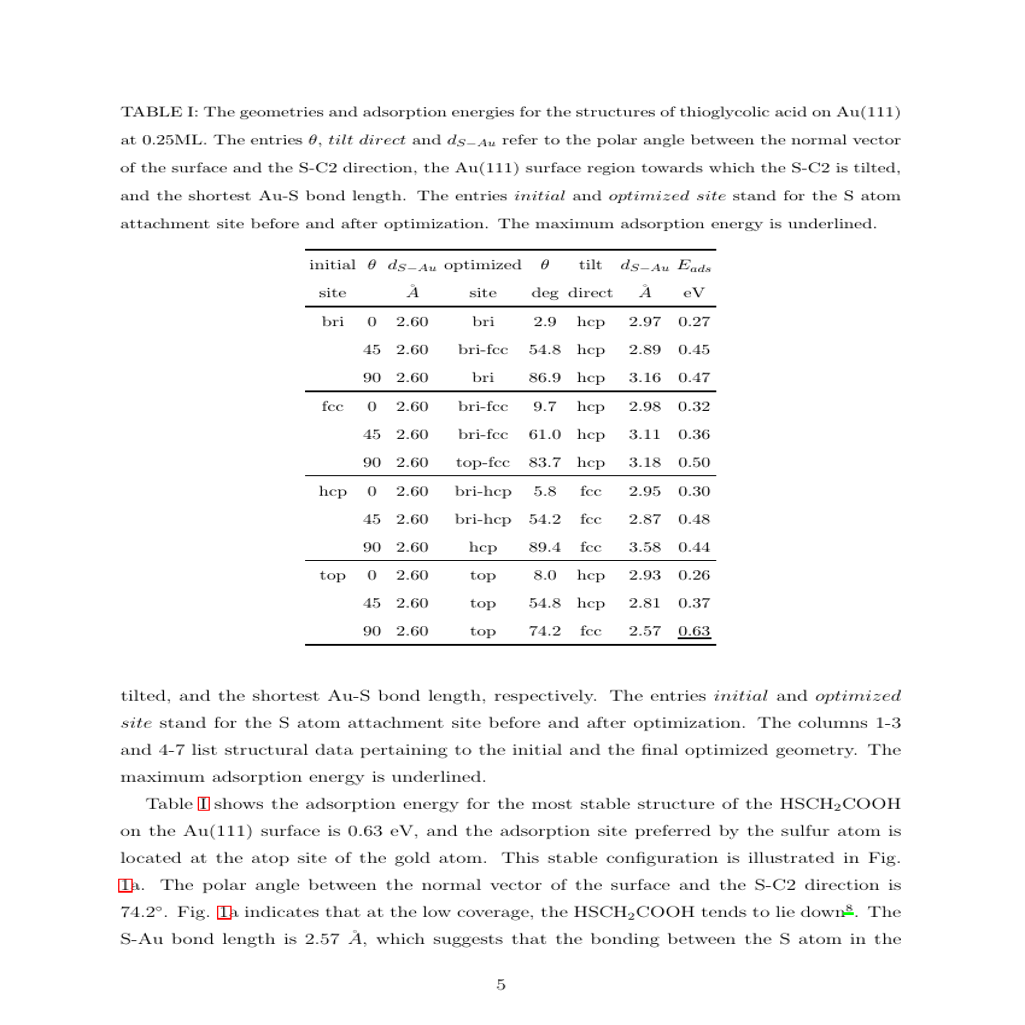 TABLE I: The geometries and adsorption energies for the structures of thioglycolic acid on Au(111)
at 0.25ML. The entries θ, tilt direct and d_{S−Au} refer to the polar angle between the normal vector
of the surface and the S-C2 direction, the Au(111) surface region towards which the S-C2 is tilted,
and the shortest Au-S bond length. The entries initial and optimized site stand for the S atom
attachment site before and after optimization. The maximum adsorption energy is underlined.
initial θ d_{S−Au} optimized θ tilt d_{S−Au} E_{ads}
site Å site deg direct Å eV
bri 0 2.60 bri 2.9 hcp 2.97 0.27
45 2.60 bri-fcc 54.8 hcp 2.89 0.45
90 2.60 bri 86.9 hcp 3.16 0.47
fcc 0 2.60 bri-fcc 9.7 hcp 2.98 0.32
45 2.60 bri-fcc 61.0 hcp 3.11 0.36
90 2.60 top-fcc 83.7 hcp 3.18 0.50
hcp 0 2.60 bri-hcp 5.8 fcc 2.95 0.30
45 2.60 bri-hcp 54.2 fcc 2.87 0.48
90 2.60 hcp 89.4 fcc 3.58 0.44
top 0 2.60 top 8.0 hcp 2.93 0.26
45 2.60 top 54.8 hcp 2.81 0.37
90 2.60 top 74.2 fcc 2.57 0.63
tilted, and the shortest Au-S bond length, respectively. The entries initial and optimized
site stand for the S atom attachment site before and after optimization. The columns 1-3
and 4-7 list structural data pertaining to the initial and the final optimized geometry. The
maximum adsorption energy is underlined.
Table I shows the adsorption energy for the most stable structure of the HSCH₂COOH
on the Au(111) surface is 0.63 eV, and the adsorption site preferred by the sulfur atom is
located at the atop site of the gold atom. This stable configuration is illustrated in Fig.
1a. The polar angle between the normal vector of the surface and the S-C2 direction is
74.2°. Fig. 1a indicates that at the low coverage, the HSCH₂COOH tends to lie down⁸. The
S-Au bond length is 2.57 Å, which suggests that the bonding between the S atom in the
5